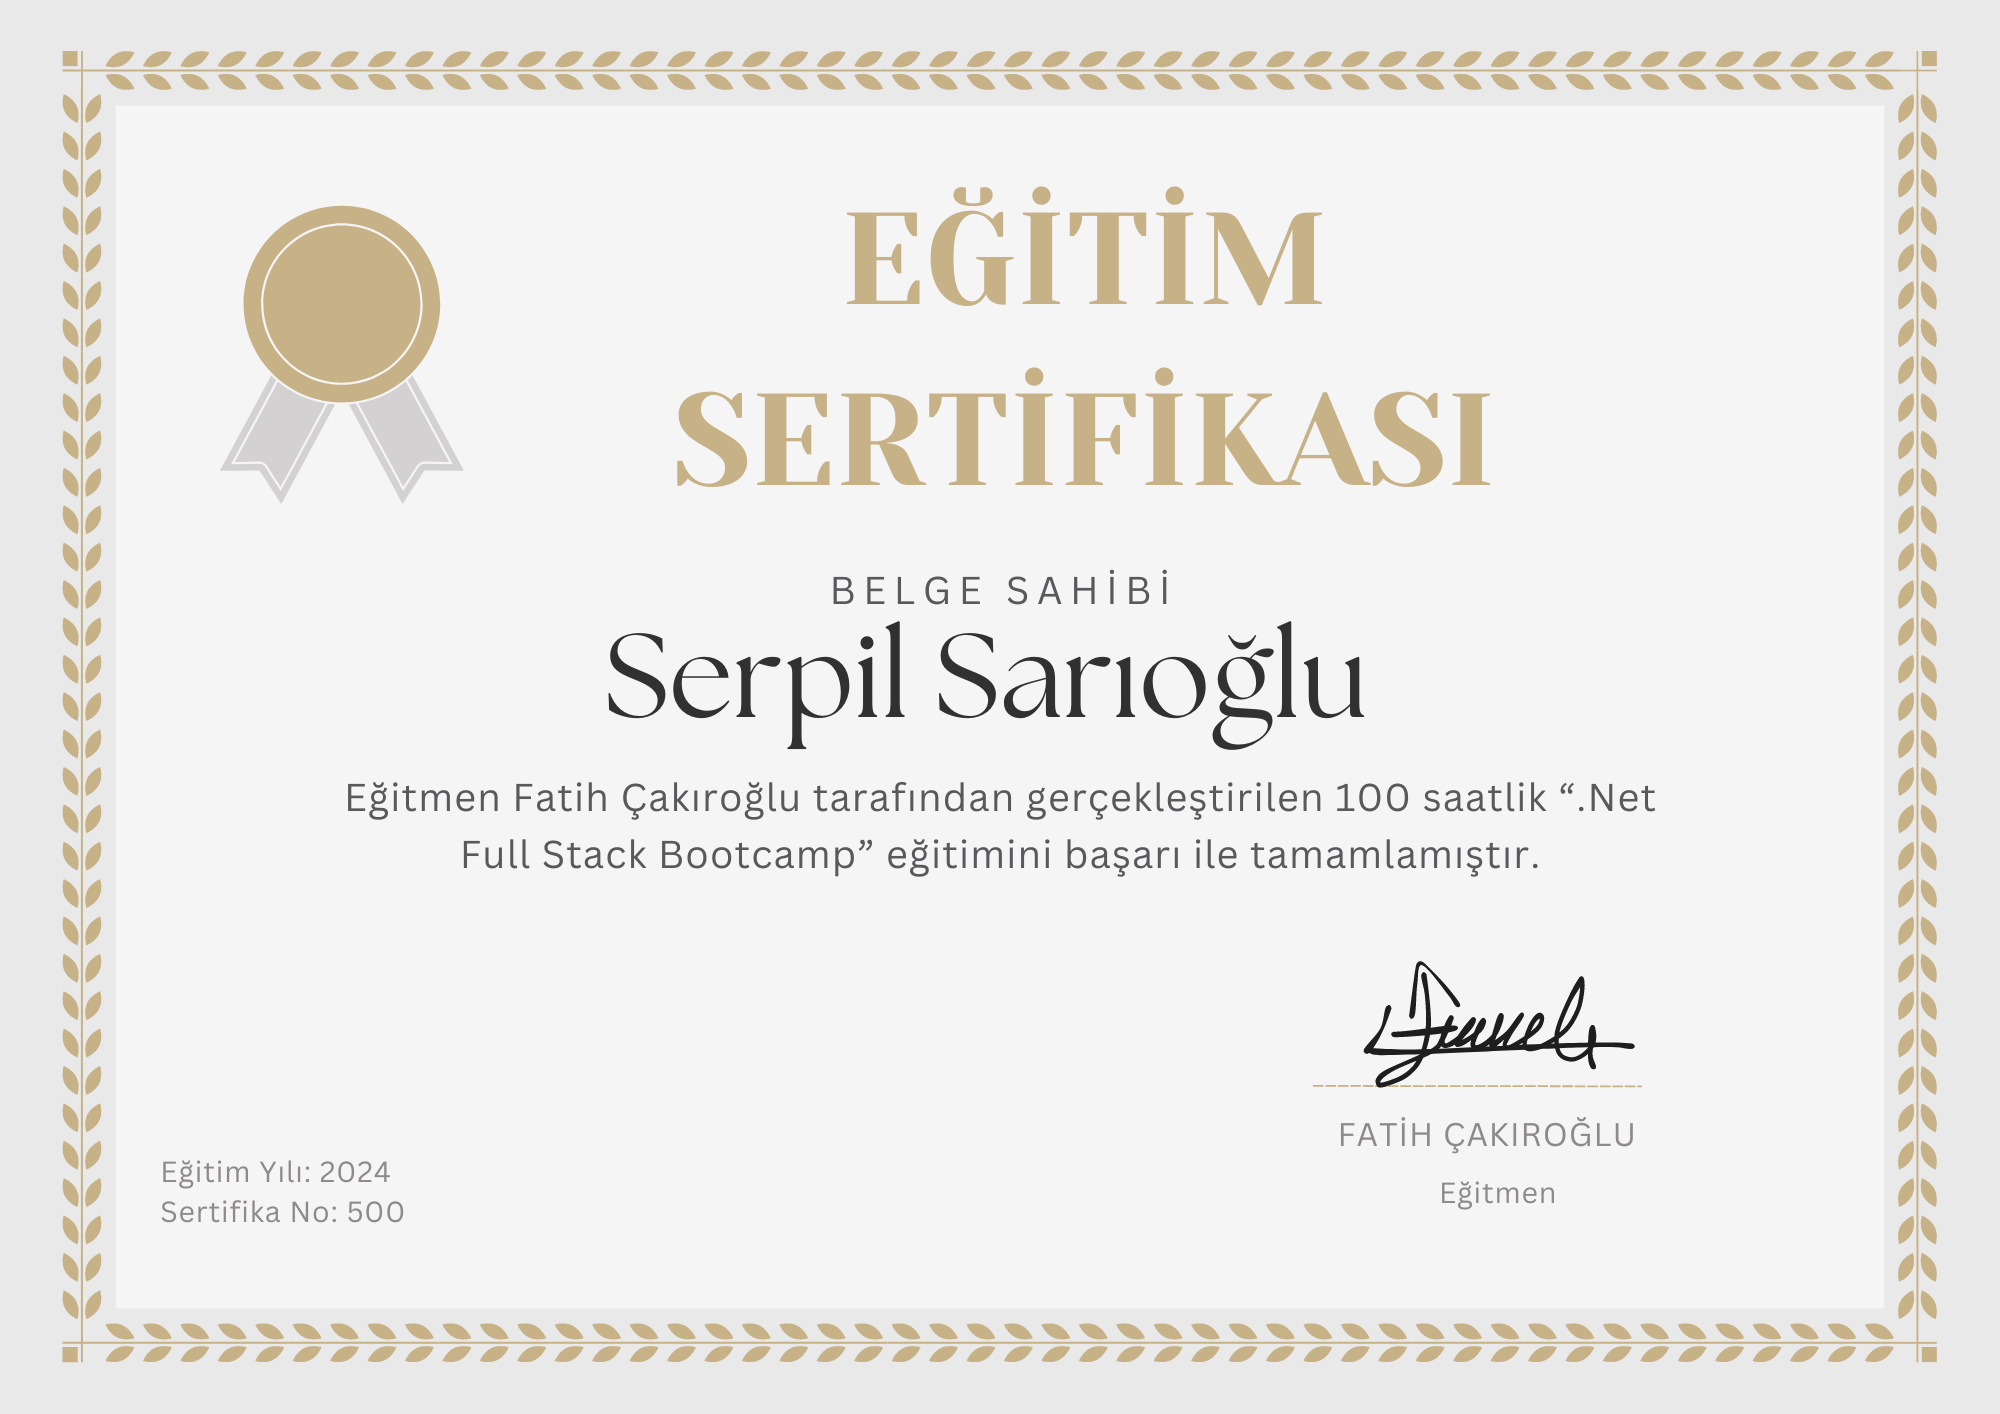 EĞİTİM
SERTİFİKASI
BELGE SAHİBİ
Serpil Sarıoğlu
Eğitmen Fatih Çakıroğlu tarafından gerçekleştirilen 100 saatlik “.Net
Full Stack Bootcamp” eğitimini başarı ile tamamlamıştır.
FATİH ÇAKIROĞLU
Eğitmen
Eğitim Yılı: 2024
Sertifika No: 500